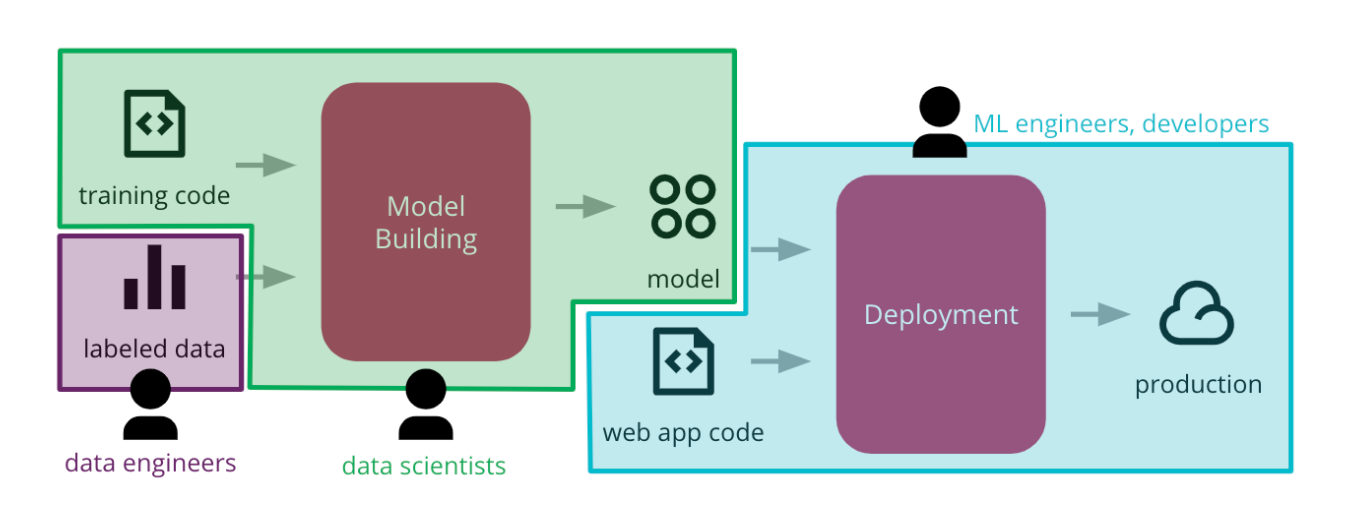 training code
labeled data
data engineers
Model
Building
data scientists
model
web app code
ML engineers, developers
Deployment
production